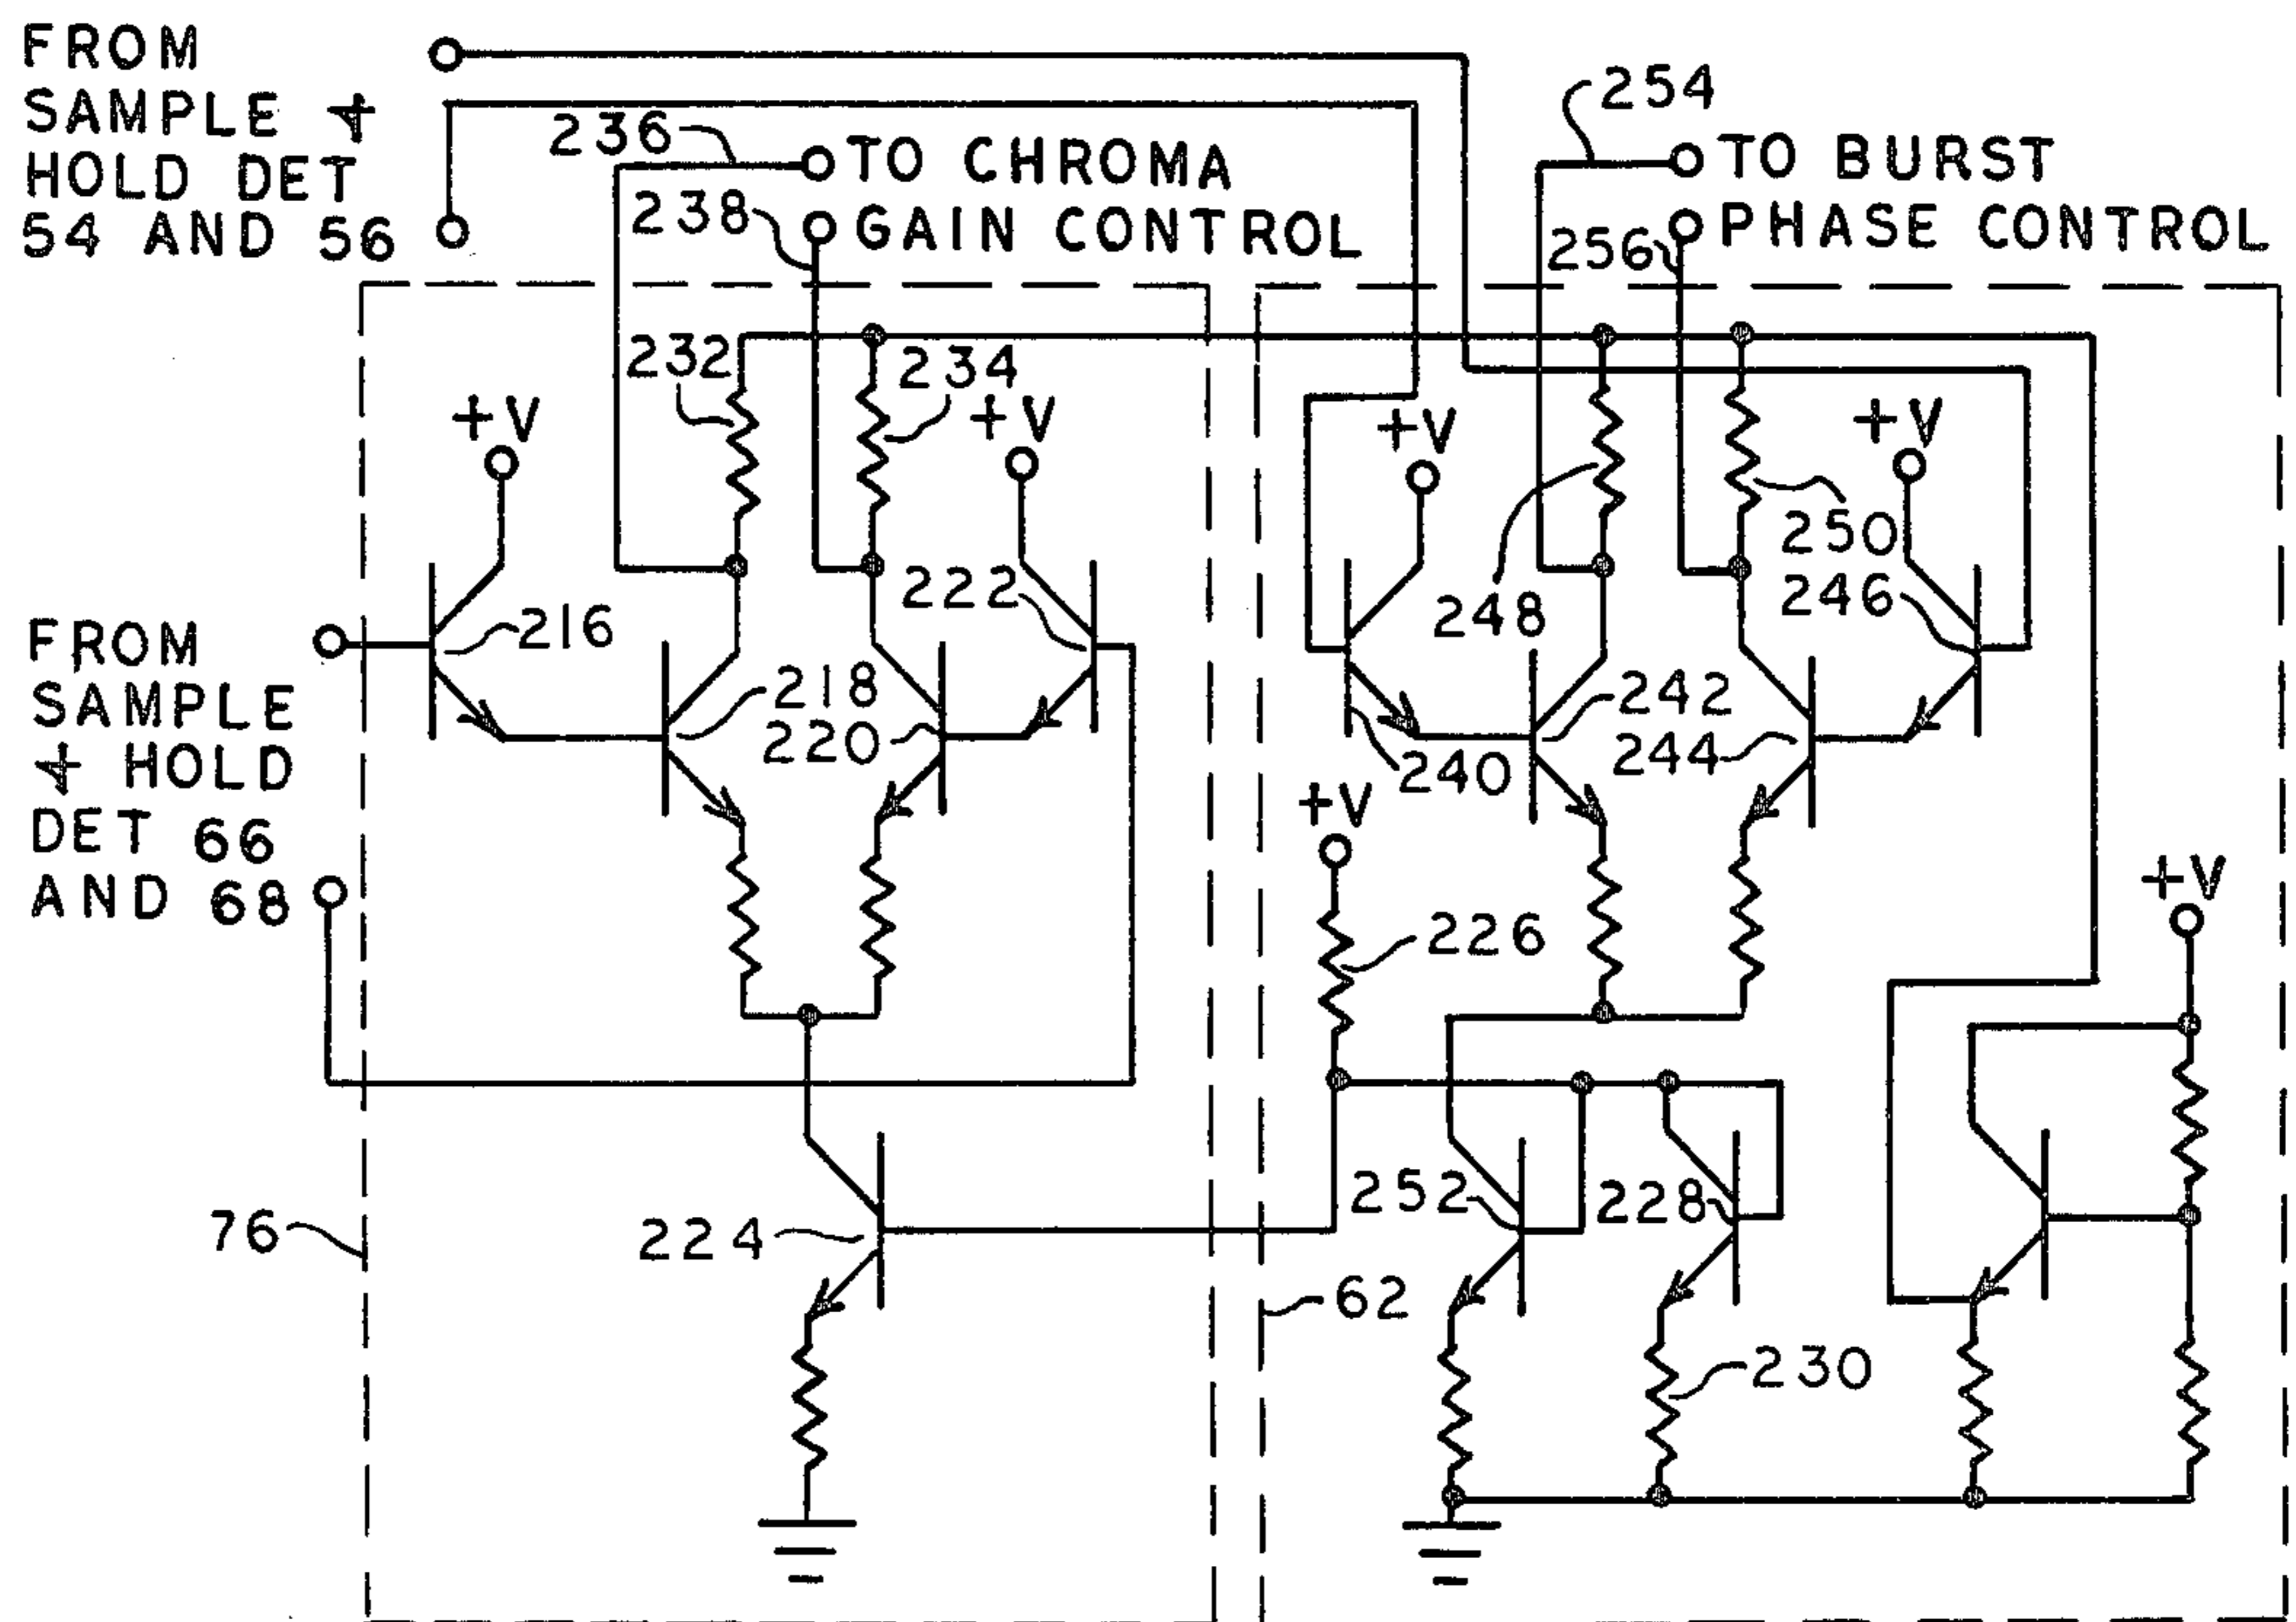 FROM
SAMPLE +
HOLD DET
54 AND 56
236
238
TO CHROMA
GAIN CONTROL
254
TO BURST
256
PHASE CONTROL
232
234
+V
+V
+V
+V
250
222
248
246
FROM
SAMPLE
+ HOLD
DET 66
AND 68
216
218
220
242
244
240
+V
226
+V
76
224
252
228
62
230